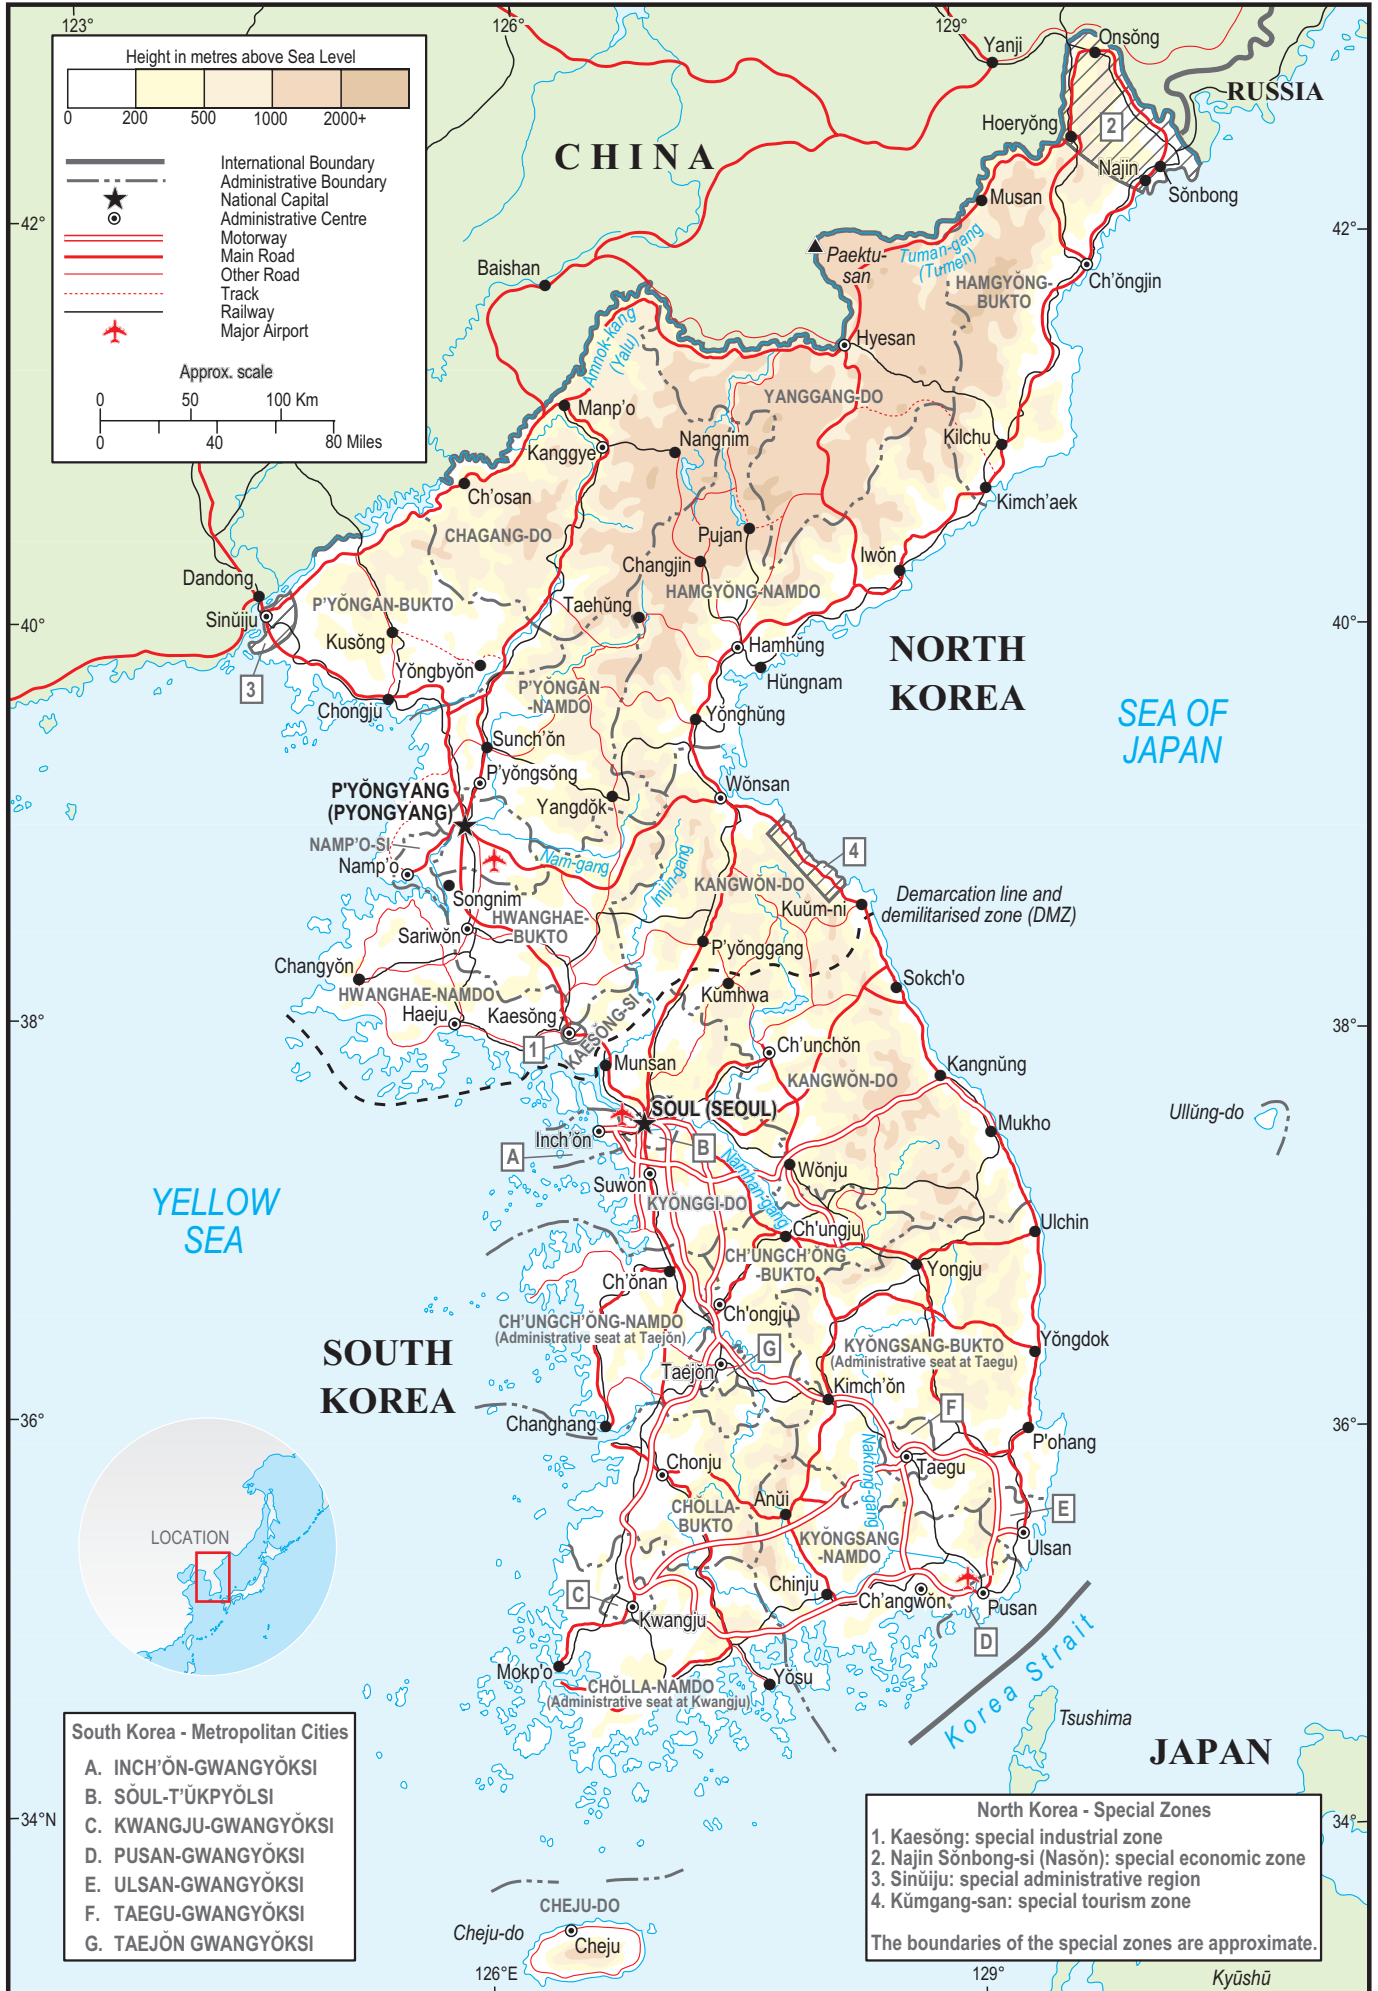 123°
126°
129°
Height in metres above Sea Level
0 200 500 1000 2000+
International Boundary
Administrative Boundary
National Capital
Administrative Centre
Motorway
Main Road
Other Road
Track
Railway
Major Airport
Approx. scale
0 50 100 Km
0 40 80 Miles
Yanji
Onsŏng
RUSSIA
CHINA
Hoeryŏng
2
Najin
Sŏnbong
Musan
42°
42°
Paektu-
san
Tuman-gang
(Tumen)
HAMGYŎNG-
BUKTO
Ch'ŏngjin
Baishan
Amnok-kang
(Yalu)
Hyesan
YANGGANG-DO
Manp'o
Nangnim
Kilchu
Kanggye
Ch'osan
Kimch'aek
CHAGANG-DO
Pujan
Changjin
Iwŏn
Dandong
HAMGYŎNG-NAMDO
P'YŎNGAN-BUKTO
Taehŭng
Sinŭiju
40°
40°
Kusŏng
Hamhŭng
NORTH
KOREA
Yŏngbyŏn
Hŭngnam
3
P'YŎNGAN
-NAMDO
Chongju
Yŏnghŭng
SEA OF
JAPAN
Sunch'ŏn
P'yŏngsŏng
P'YŎNGYANG
(PYONGYANG)
Wŏnsan
Yangdŏk
NAMP'O-SI
4
Nam-gang
Imjin-gang
Namp'o
KANGWŎN-DO
Songnim
Kuŭm-ni
Demarcation line and
demilitarised zone (DMZ)
HWANGHAE-
BUKTO
Sariwŏn
P'yŏnggang
Changyŏn
Sokch'o
HWANGHAE-NAMDO
Kumhwa
Haeju
Kaesŏng
KAESŎNG-SI
38°
38°
1
Ch'unchŏn
Munsan
Kangnŭng
KANGWŎN-DO
SŎUL (SEOUL)
Ullŭng-do
Mukho
Inch'ŏn
A
B
Namhan-gang
Wŏnju
Suwŏn
YELLOW
SEA
KYŎNGGI-DO
Ulchin
Ch'ungju
CH'UNGCH'ŎNG
-BUKTO
Yongju
Ch'ŏnan
Ch'ongju
CH'UNGCH'ŎNG-NAMDO
(Administrative seat at Taejŏn)
SOUTH
KOREA
KYŎNGSANG-BUKTO
(Administrative seat at Taegu)
Yŏngdok
G
Taejŏn
Kimch'ŏn
F
36°
36°
Changhang
P'ohang
Naktong-gang
Taegu
Chonju
Anŭi
CHŎLLA-
BUKTO
E
LOCATION
KYŎNGSANG
-NAMDO
Ulsan
C
Chinju
Ch'angwŏn
Pusan
Kwangju
D
Mokp'o
Yŏsu
Korea Strait
CHŎLLA-NAMDO
(Administrative seat at Kwangju)
Tsushima
JAPAN
South Korea - Metropolitan Cities
A. INCH'ŎN-GWANGYŎKSI
B. SŎUL-T'ŬKPYŎLSI
C. KWANGJU-GWANGYŎKSI
D. PUSAN-GWANGYŎKSI
E. ULSAN-GWANGYŎKSI
F. TAEGU-GWANGYŎKSI
G. TAEJŎN GWANGYŎKSI
34°N
34°
North Korea - Special Zones
1. Kaesŏng: special industrial zone
2. Najin Sŏnbong-si (Nasŏn): special economic zone
3. Sinŭiju: special administrative region
4. Kŭmgang-san: special tourism zone
The boundaries of the special zones are approximate.
CHEJU-DO
Cheju-do
Cheju
126°E
129°
Kyūshū